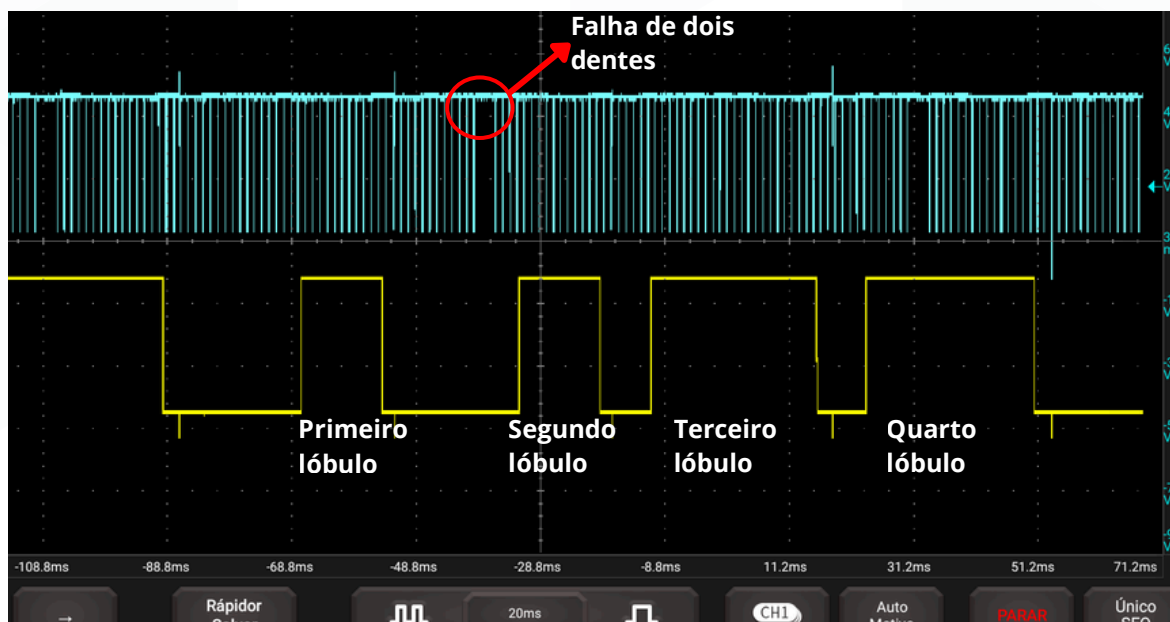 Falha de dois
dentes
Primeiro
lóbulo
Segundo
lóbulo
Terceiro
lóbulo
Quarto
lóbulo
-108.8ms -88.8ms -68.8ms -48.8ms -28.8ms -8.8ms 11.2ms 31.2ms 51.2ms 71.2ms
Rápidor
20ms
CH1
Auto
PARAR
Único